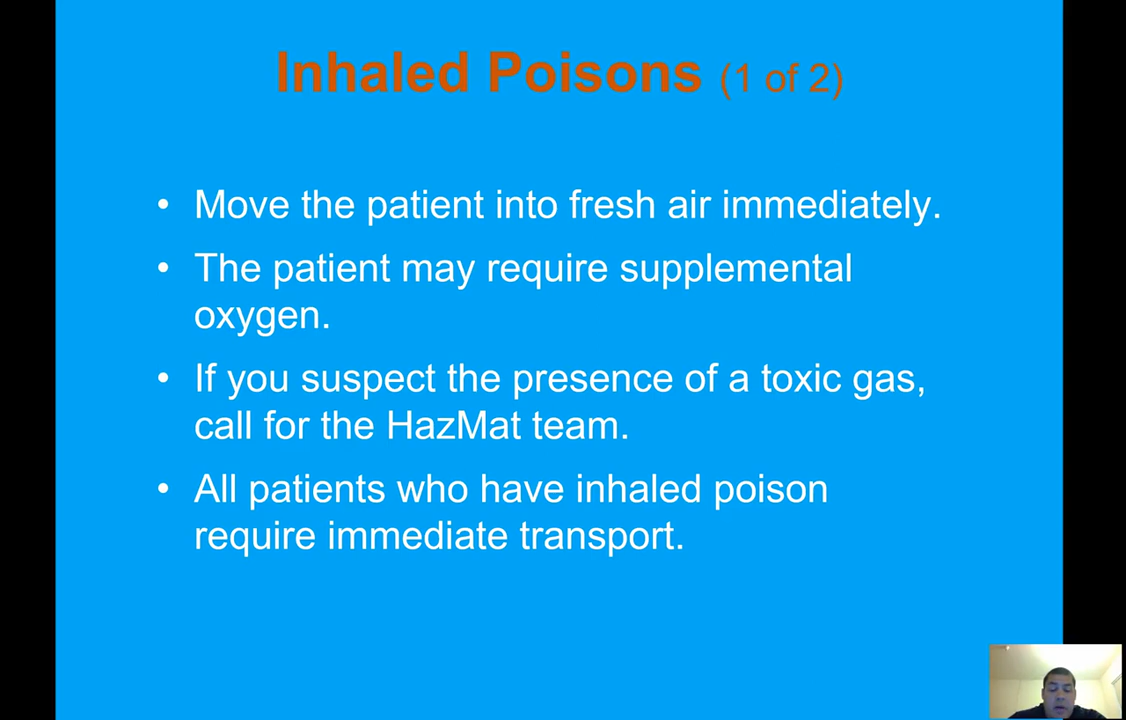 Inhaled Poisons (1 of 2)
• Move the patient into fresh air immediately.
• The patient may require supplemental
oxygen.
• If you suspect the presence of a toxic gas,
call for the HazMat team.
• All patients who have inhaled poison
require immediate transport.